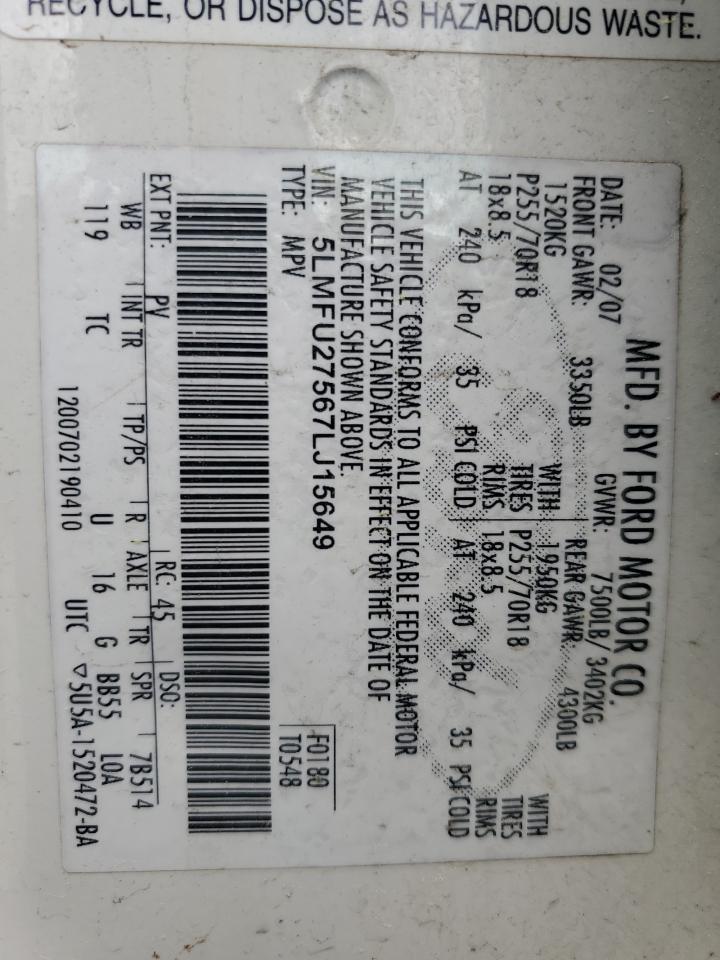 RECYCLE, OR DISPOSE AS HAZARDOUS WASTE.
MFD. BY FORD MOTOR CO.
DATE: 02/07 GVWR: 7500LB/ 3402KG
FRONT GAWR: 3350LB REAR GAWR: 4300LB
1520KG WITH 1950KG WITH
P255/70R18 TIRES P255/70R18 TIRES
18x8.5 RIMS 18x8.5 RIMS
AT 240 kPa/ 35 PSI COLD AT 240 kPa/ 35 PSI COLD
THIS VEHICLE CONFORMS TO ALL APPLICABLE FEDERAL MOTOR
VEHICLE SAFETY STANDARDS IN EFFECT ON THE DATE OF
MANUFACTURE SHOWN ABOVE.
VIN: 5LMFU27567LJ15649 F0180
TYPE: MPV T0548
EXT PNT: PV RC: 45 DSO:
WB INT TR TP/PS R AXLE TR SPR 7B514
119 TC U 16 G BB55 L0A
1200702190410 UTC ▽5U5A-1520472-BA